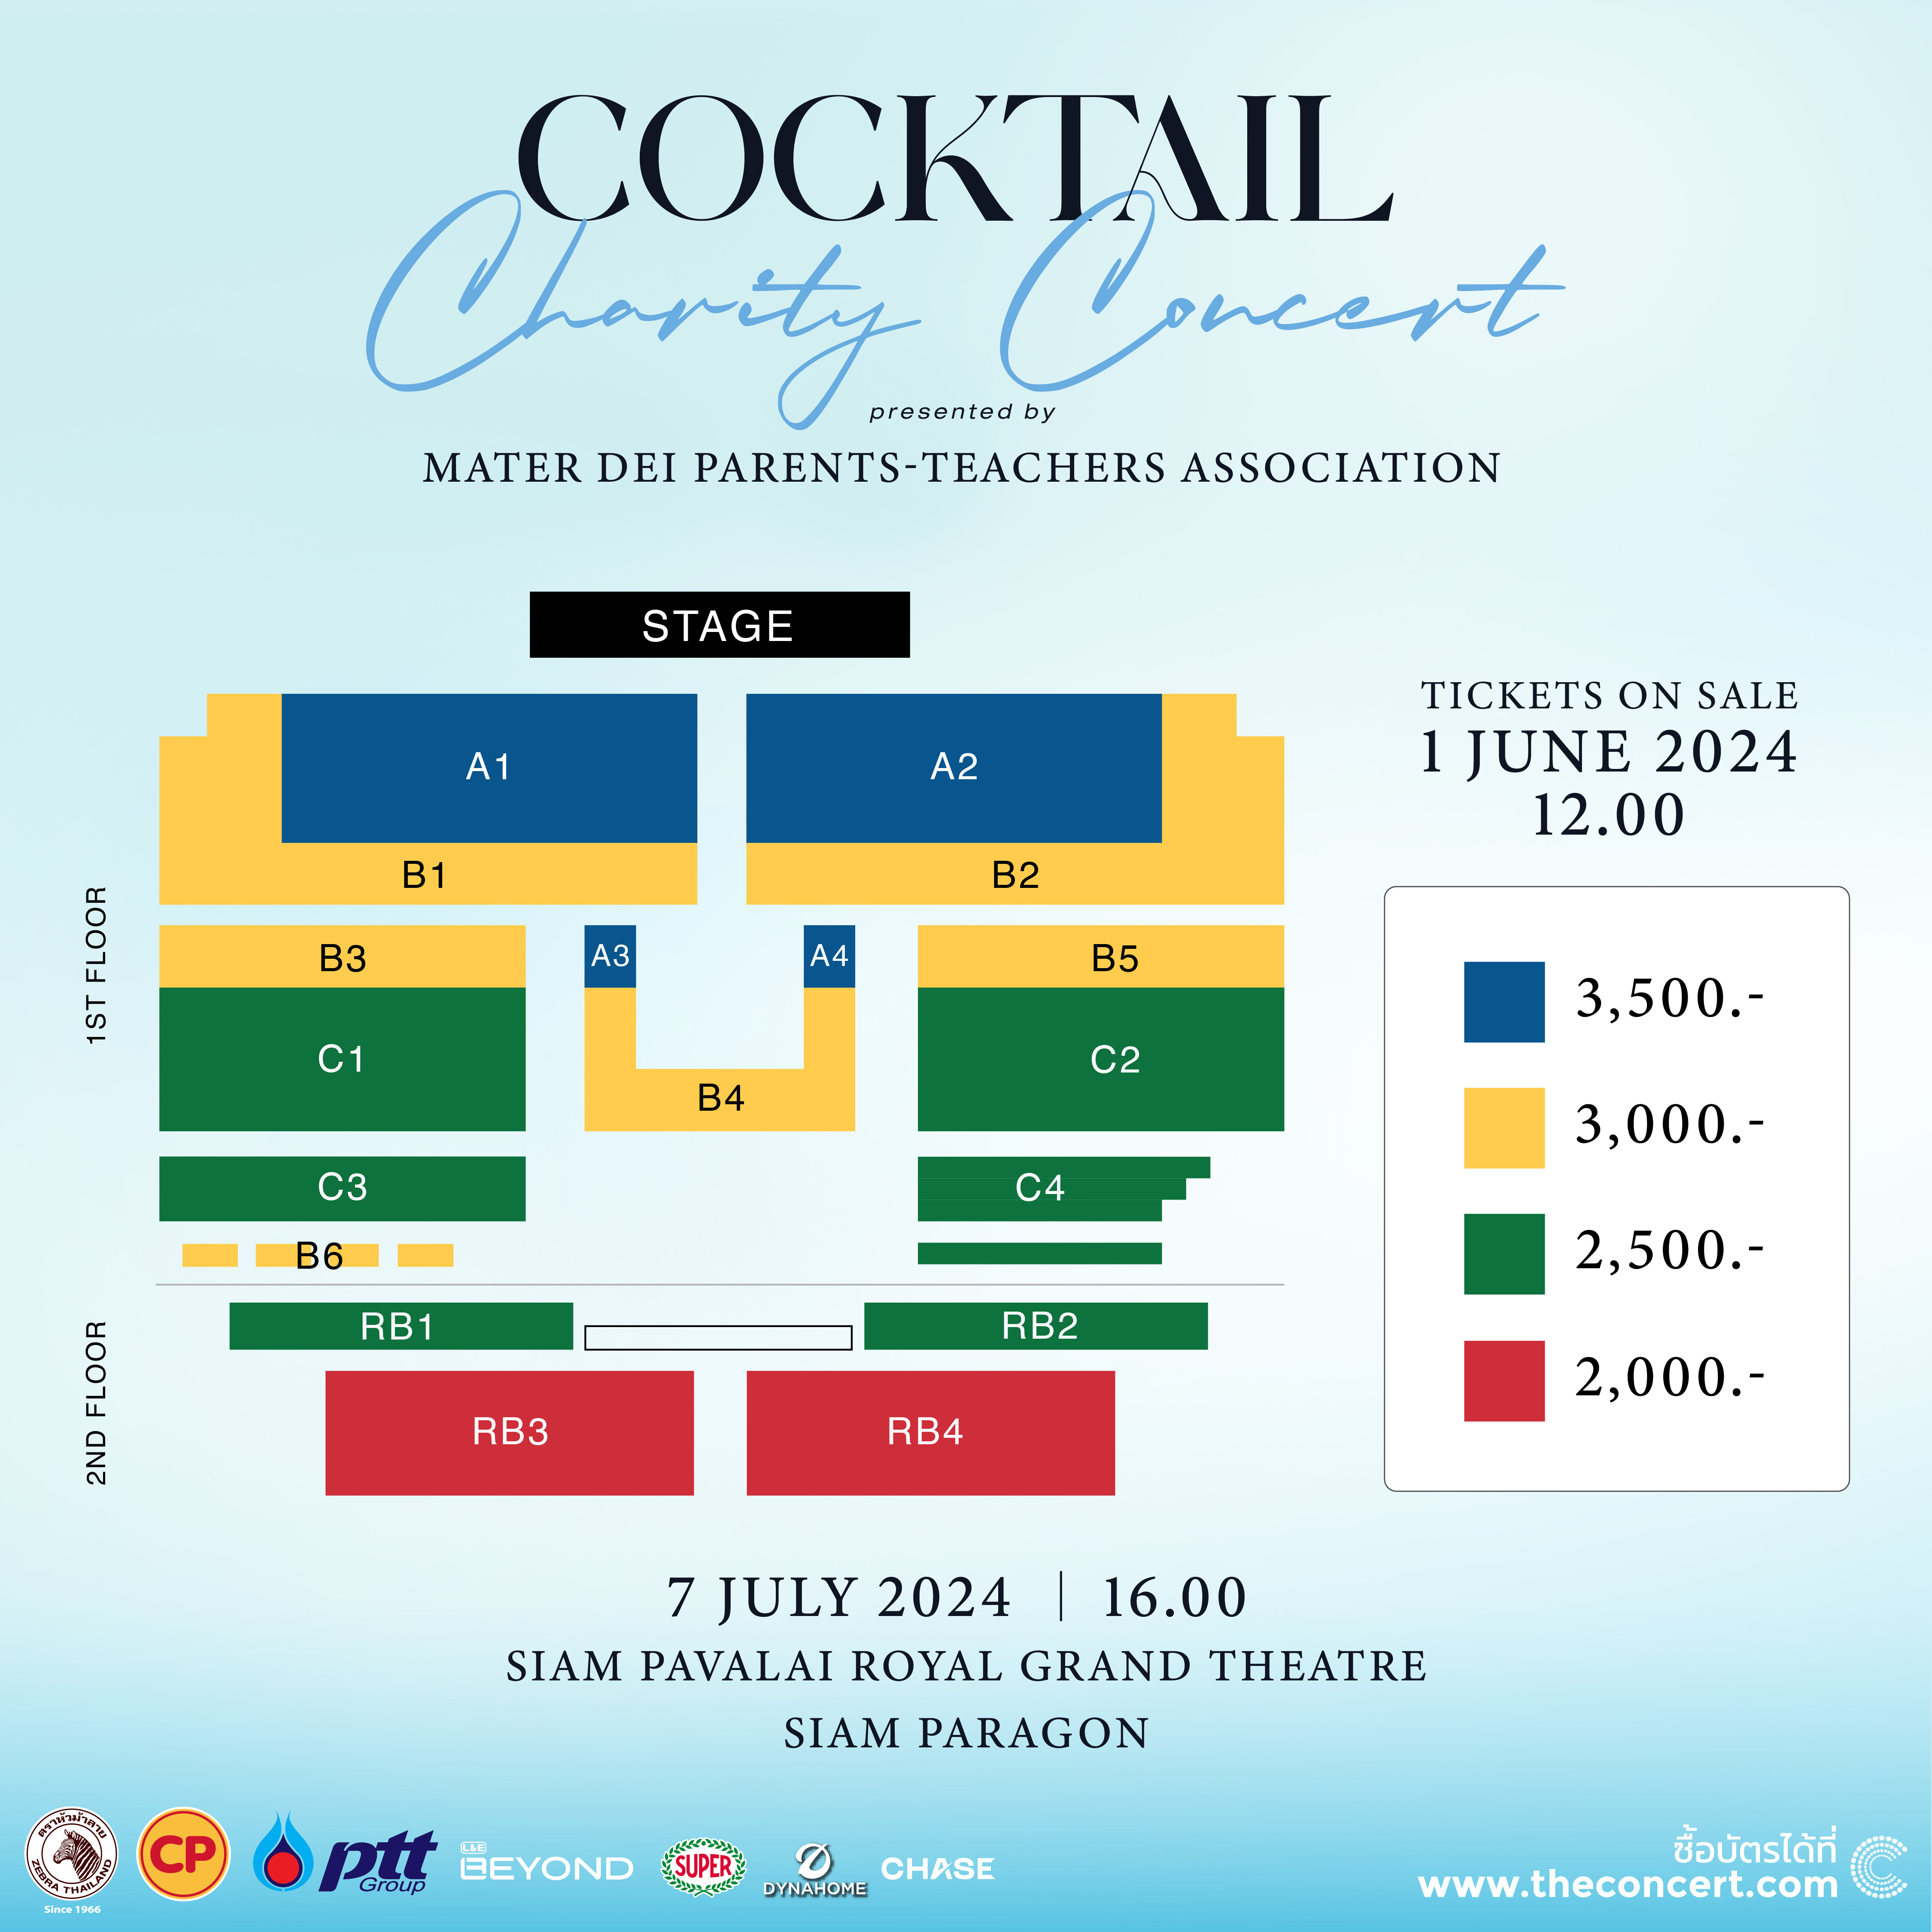 COCKTAIL
Charity Concert
presented by
MATER DEI PARENTS-TEACHERS ASSOCIATION
STAGE
TICKETS ON SALE
1 JUNE 2024
12.00
1ST FLOOR
A1
A2
B1
B2
B3
A3
A4
B5
C1
B4
C2
C3
C4
B6
3,500.-
3,000.-
2,500.-
2,000.-
2ND FLOOR
RB1
RB2
RB3
RB4
7 JULY 2024 | 16.00
SIAM PAVALAI ROYAL GRAND THEATRE
SIAM PARAGON
ตราหัวม้าลาย
ZEBRA THAILAND
Since 1966
CP
ptt
Group
L&E
BEYOND
SUPER
DYNAHOME
CHASE
ซื้อบัตรได้ที่
www.theconcert.com